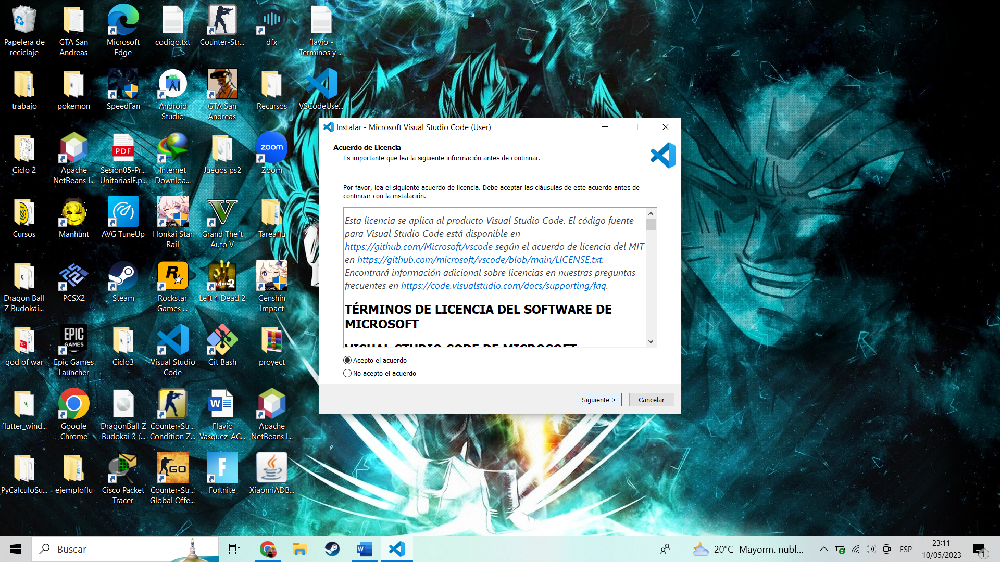 Papelera de
reciclaje
GTA San
Andreas
Microsoft
Edge
codigo.txt
Counter-Str...
dfx
flavio -
Terminos y ...
trabajo
pokemon
SpeedFan
Android
Studio
GTA San
Andreas
Recursos
VSCodeUse...
Ciclo 2
Apache
NetBeans I...
PDF
Sesion05-Pr...
UnitariasIF.p...
Internet
Downloa...
Juegos ps2
zoom
Zoom
Cursos
Manhunt
AVG TuneUp
Honkai Star
Rail
Grand Theft
Auto V
Tareaflu
Dragon Ball
Z Budokai...
PCSX2
Steam
Rockstar
Games ...
Left 4 Dead 2
Genshin
Impact
god of war
EPIC
GAMES
Epic Games
Launcher
Ciclo3
Visual Studio
Code
Git Bash
proyect
flutter_wind...
Google
Chrome
DragonBall Z
Budokai 3 (...
Counter-Str...
Condition Z...
Flavio
Vasquez-AC...
Apache
NetBeans I...
PyCalculoSu...
ejemploflu
Cisco Packet
Tracer
GO
Counter-Str...
Global Offe...
Fortnite
XiaomiADB...
Instalar - Microsoft Visual Studio Code (User)
Acuerdo de Licencia
Es importante que lea la siguiente información antes de continuar.
Por favor, lea el siguiente acuerdo de licencia. Debe aceptar las cláusulas de este acuerdo antes de
continuar con la instalación.
Esta licencia se aplica al producto Visual Studio Code. El código fuente
para Visual Studio Code está disponible en
https://github.com/Microsoft/vscode según el acuerdo de licencia del MIT
en https://github.com/microsoft/vscode/blob/main/LICENSE.txt.
Encontrará información adicional sobre licencias en nuestras preguntas
frecuentes en https://code.visualstudio.com/docs/supporting/faq.
TÉRMINOS DE LICENCIA DEL SOFTWARE DE
MICROSOFT
VISUAL STUDIO CODE DE MICROSOFT
Acepto el acuerdo
No acepto el acuerdo
Siguiente >
Cancelar
Buscar
20°C Mayorm. nubl...
ESP
23:11
10/05/2023
1